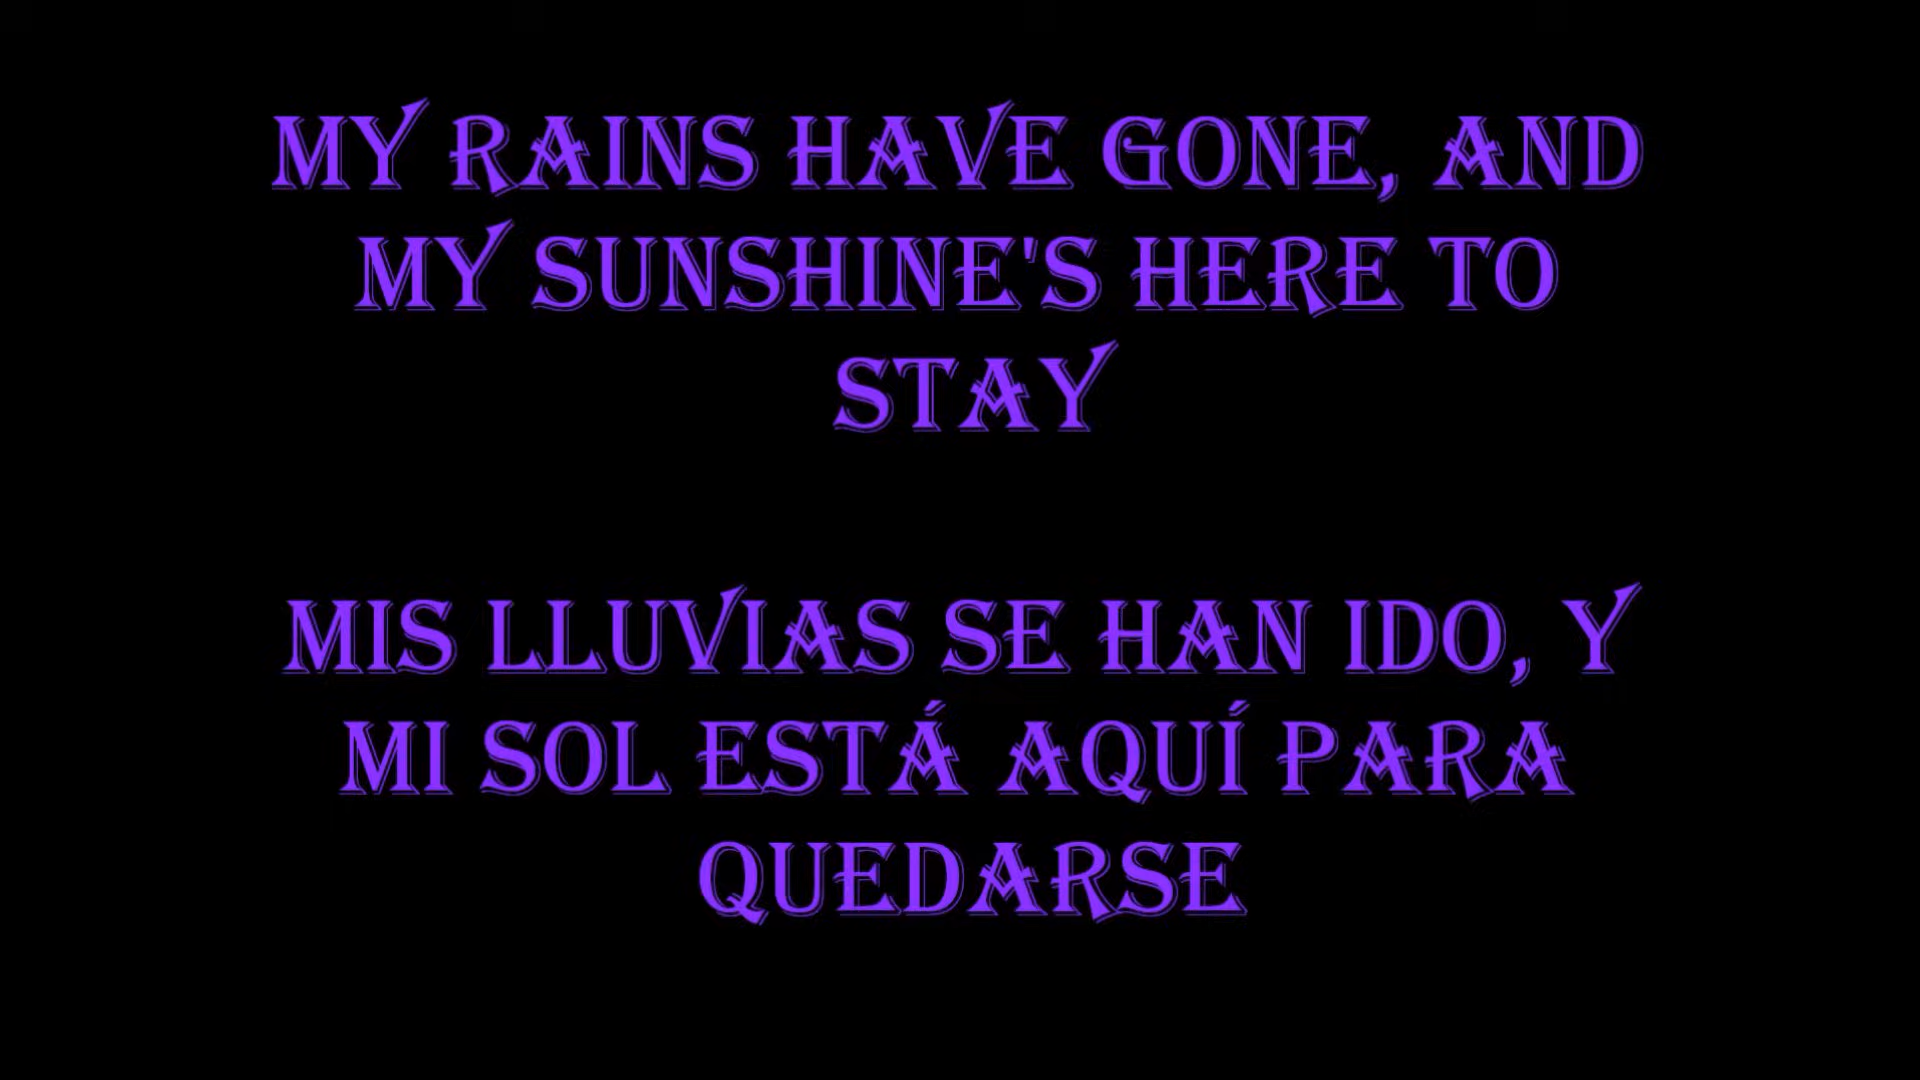 MY RAINS HAVE GONE, AND
MY SUNSHINE'S HERE TO
STAY
MIS LLUVIAS SE HAN IDO, Y
MI SOL ESTÁ AQUÍ PARA
QUEDARSE